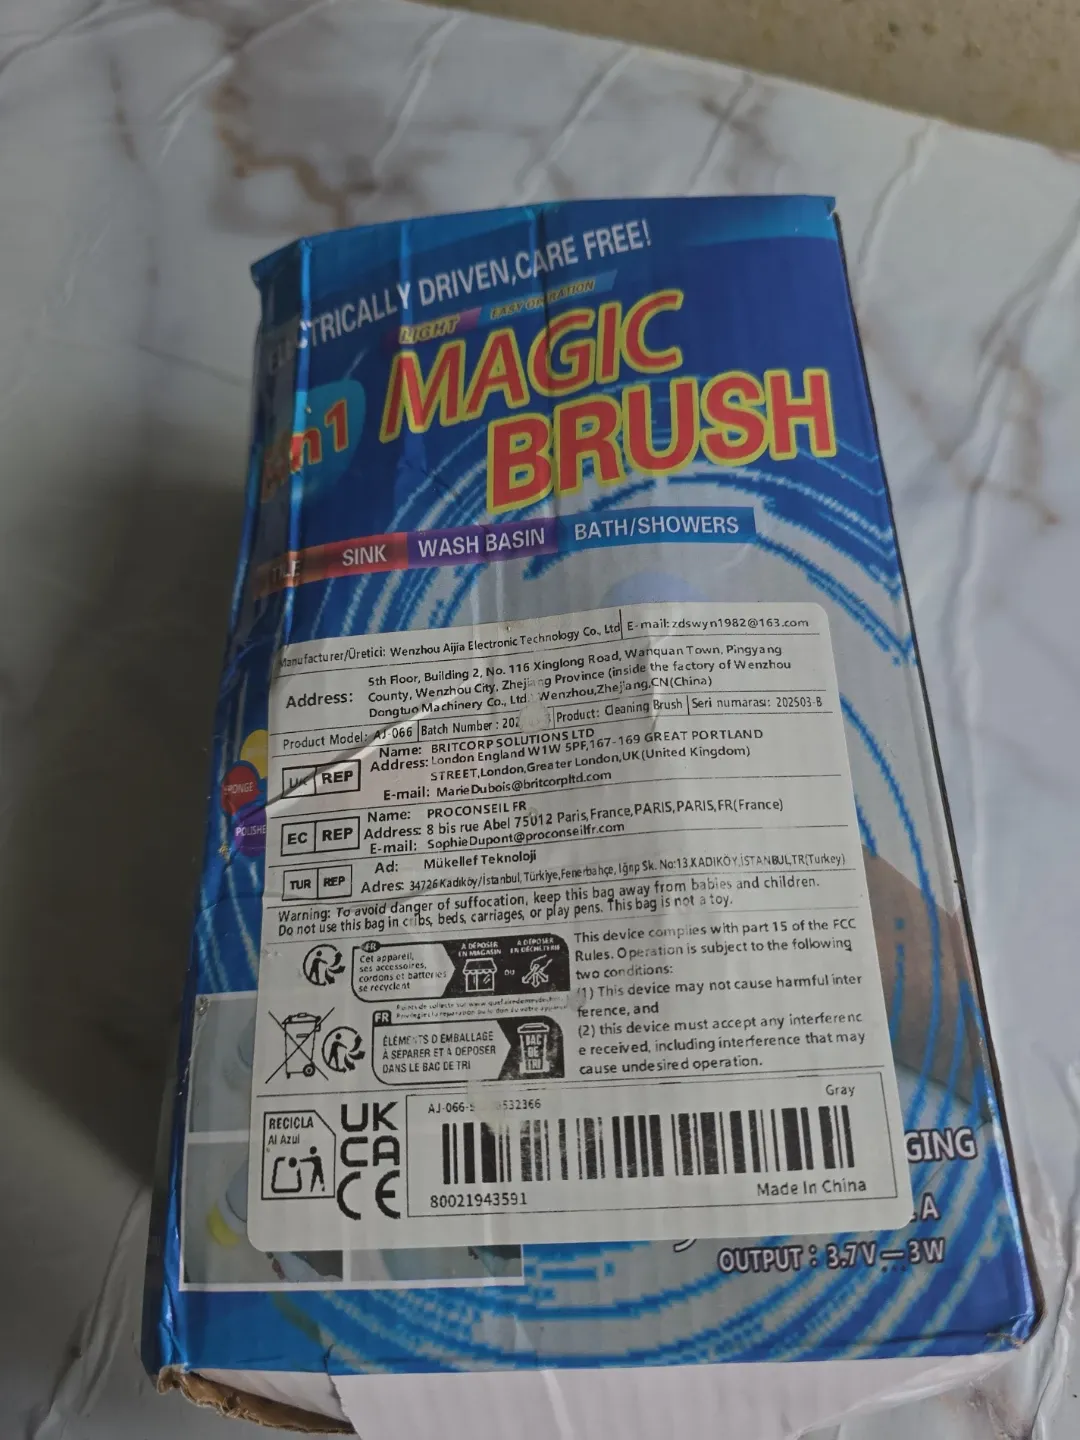 ELECTRICALLY DRIVEN,CARE FREE!
LIGHT EASY OPERATION
in1 MAGIC
BRUSH
SINK WASH BASIN BATH/SHOWERS
Manufacturer/Üretici: Wenzhou Aijia Electronic Technology Co., Ltd E-mail: zdswyn1982@163.com
Address: 5th Floor, Building 2, No. 116 Xinglong Road, Wanquan Town, Pingyang
County, Wenzhou City, Zhejiang Province (inside the factory of Wenzhou
Dongtuo Machinery Co., Ltd. Wenzhou,Zhejiang,CN(China)
Product Model: AJ-066 Batch Number: Product: Cleaning Brush Seri numarası: 202503-B
UK REP
Name: BRITCORP SOLUTIONS LTD
Address: London England W1W 5PF,167-169 GREAT PORTLAND
STREET,London,Greater London,UK(United Kingdom)
E-mail: MarieDubois@britcorpltd.com
EC REP
Name: PROCONSEIL FR
Address: 8 bis rue Abel 75012 Paris,France,PARIS,PARIS,FR(France)
E-mail: SophieDupont@proconseilfr.com
TUR REP
Ad: Mükellef Teknoloji
Adres: 34726 Kadıköy/İstanbul, Türkiye,Fenerbahçe, Iğrıp Sk. No:13.KADIKÖY,İSTANBUL,TR(Turkey)
Warning: To avoid danger of suffocation, keep this bag away from babies and children.
Do not use this bag in cribs, beds, carriages, or play pens. This bag is not a toy.
FR
Cet appareil,
ses accessoires,
cordons et batteries
se recyclent
À DÉPOSER
EN MAGASIN
OU
À DÉPOSER
EN DÉCHÈTERIE
FR
ÉLÉMENTS D EMBALLAGE
À SÉPARER ET À DÉPOSER
DANS LE BAC DE TRI
BAC
DE
TRI
This device complies with part 15 of the FCC
Rules. Operation is subject to the following
two conditions:
(1) This device may not cause harmful inter
ference, and
(2) this device must accept any interferenc
e received, including interference that may
cause undesired operation.
RECICLA
Al Azul
UK
CA
CE
Gray
80021943591
Made In China
SPONGE
POLISHE
GING
A
OUTPUT : 3.7V⎓3W